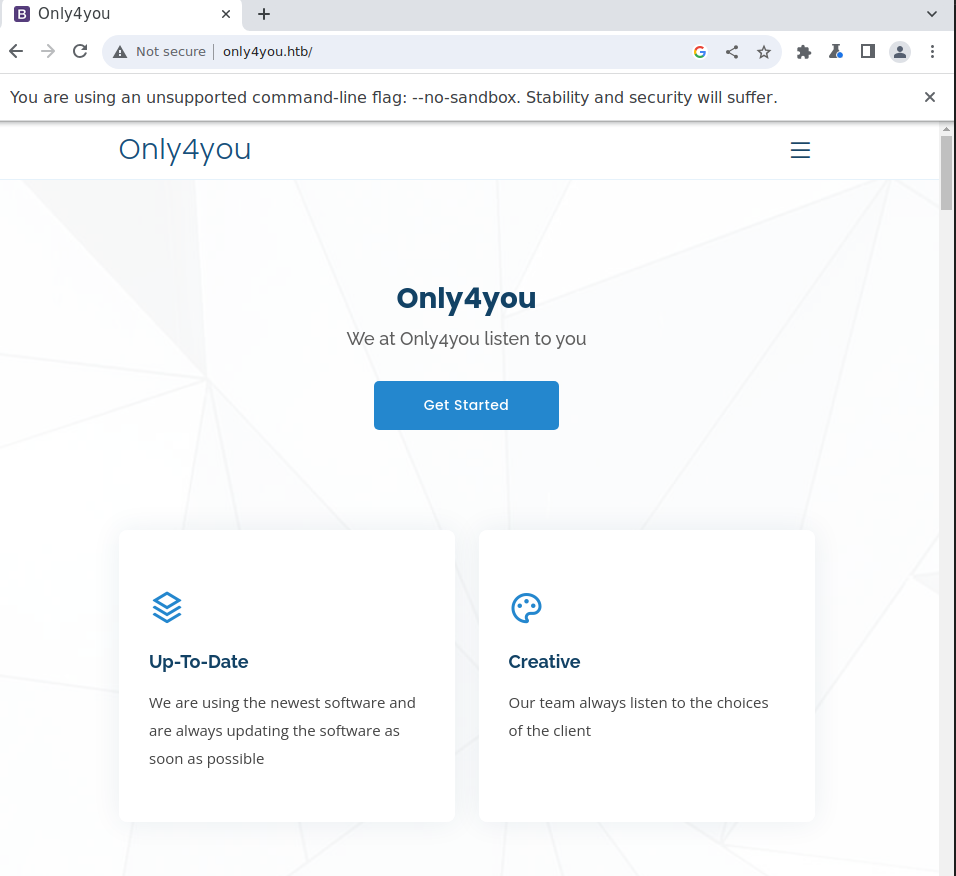 B Only4you
Not secure only4you.htb/
You are using an unsupported command-line flag: --no-sandbox. Stability and security will suffer.
Only4you
Only4you
We at Only4you listen to you
Get Started
Up-To-Date
We are using the newest software and
are always updating the software as
soon as possible
Creative
Our team always listen to the choices
of the client